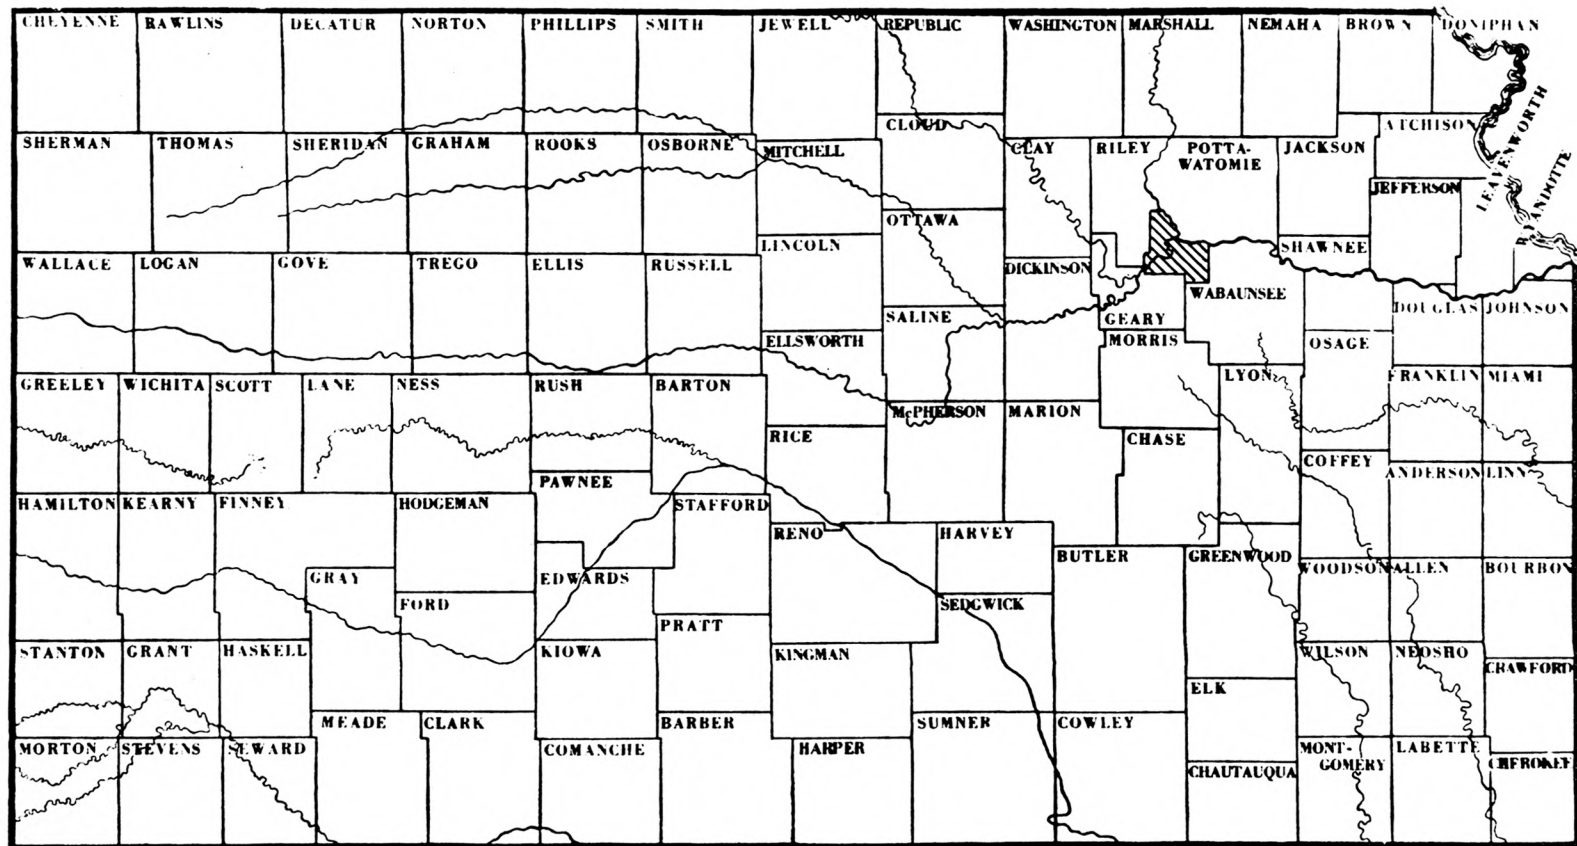 CHEYENNE RAWLINS DECATUR NORTON PHILLIPS SMITH JEWELL REPUBLIC WASHINGTON MARSHALL NEMAHA BROWN DONIPHAN
CLOUD ATCHISON
SHERMAN THOMAS SHERIDAN GRAHAM ROOKS OSBORNE MITCHELL CLAY RILEY POTTA-
WATOMIE JACKSON JEFFERSON LEAVENWORTH WYANDOTTE
OTTAWA
LINCOLN SHAWNEE
WALLACE LOGAN GOVE TREGO ELLIS RUSSELL DICKINSON WABAUNSEE
SALINE GEARY DOUGLAS JOHNSON
ELLSWORTH MORRIS OSAGE
GREELEY WICHITA SCOTT LANE NESS RUSH BARTON LYON FRANKLIN MIAMI
McPHERSON MARION
RICE CHASE
COFFEY ANDERSON LINN
PAWNEE
HAMILTON KEARNY FINNEY HODGEMAN STAFFORD
RENO HARVEY BUTLER GREENWOOD
GRAY EDWARDS WOODSON ALLEN BOURBON
FORD SEDGWICK
PRATT
STANTON GRANT HASKELL KIOWA KINGMAN WILSON NEOSHO CRAWFORD
ELK
MEADE CLARK BARBER SUMNER COWLEY
MORTON STEVENS SEWARD COMANCHE HARPER MONT-
GOMERY LABETTE CHEROKEE
CHAUTAUQUA